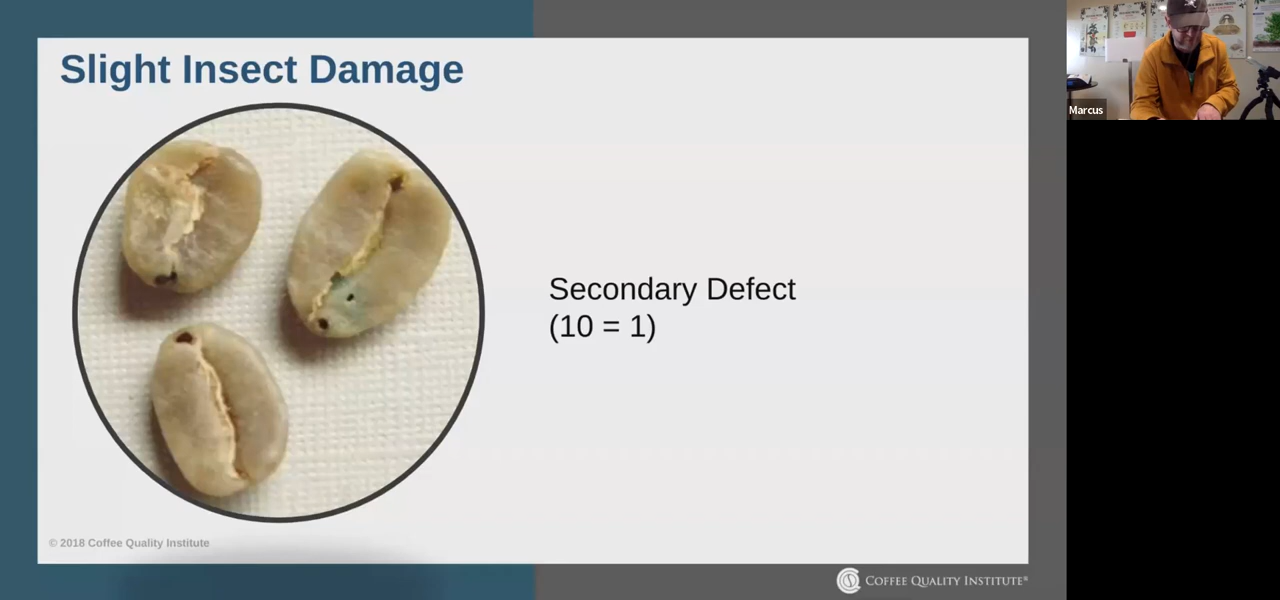 Slight Insect Damage
Secondary Defect
(10 = 1)
© 2018 Coffee Quality Institute
COFFEE QUALITY INSTITUTE®
Marcus